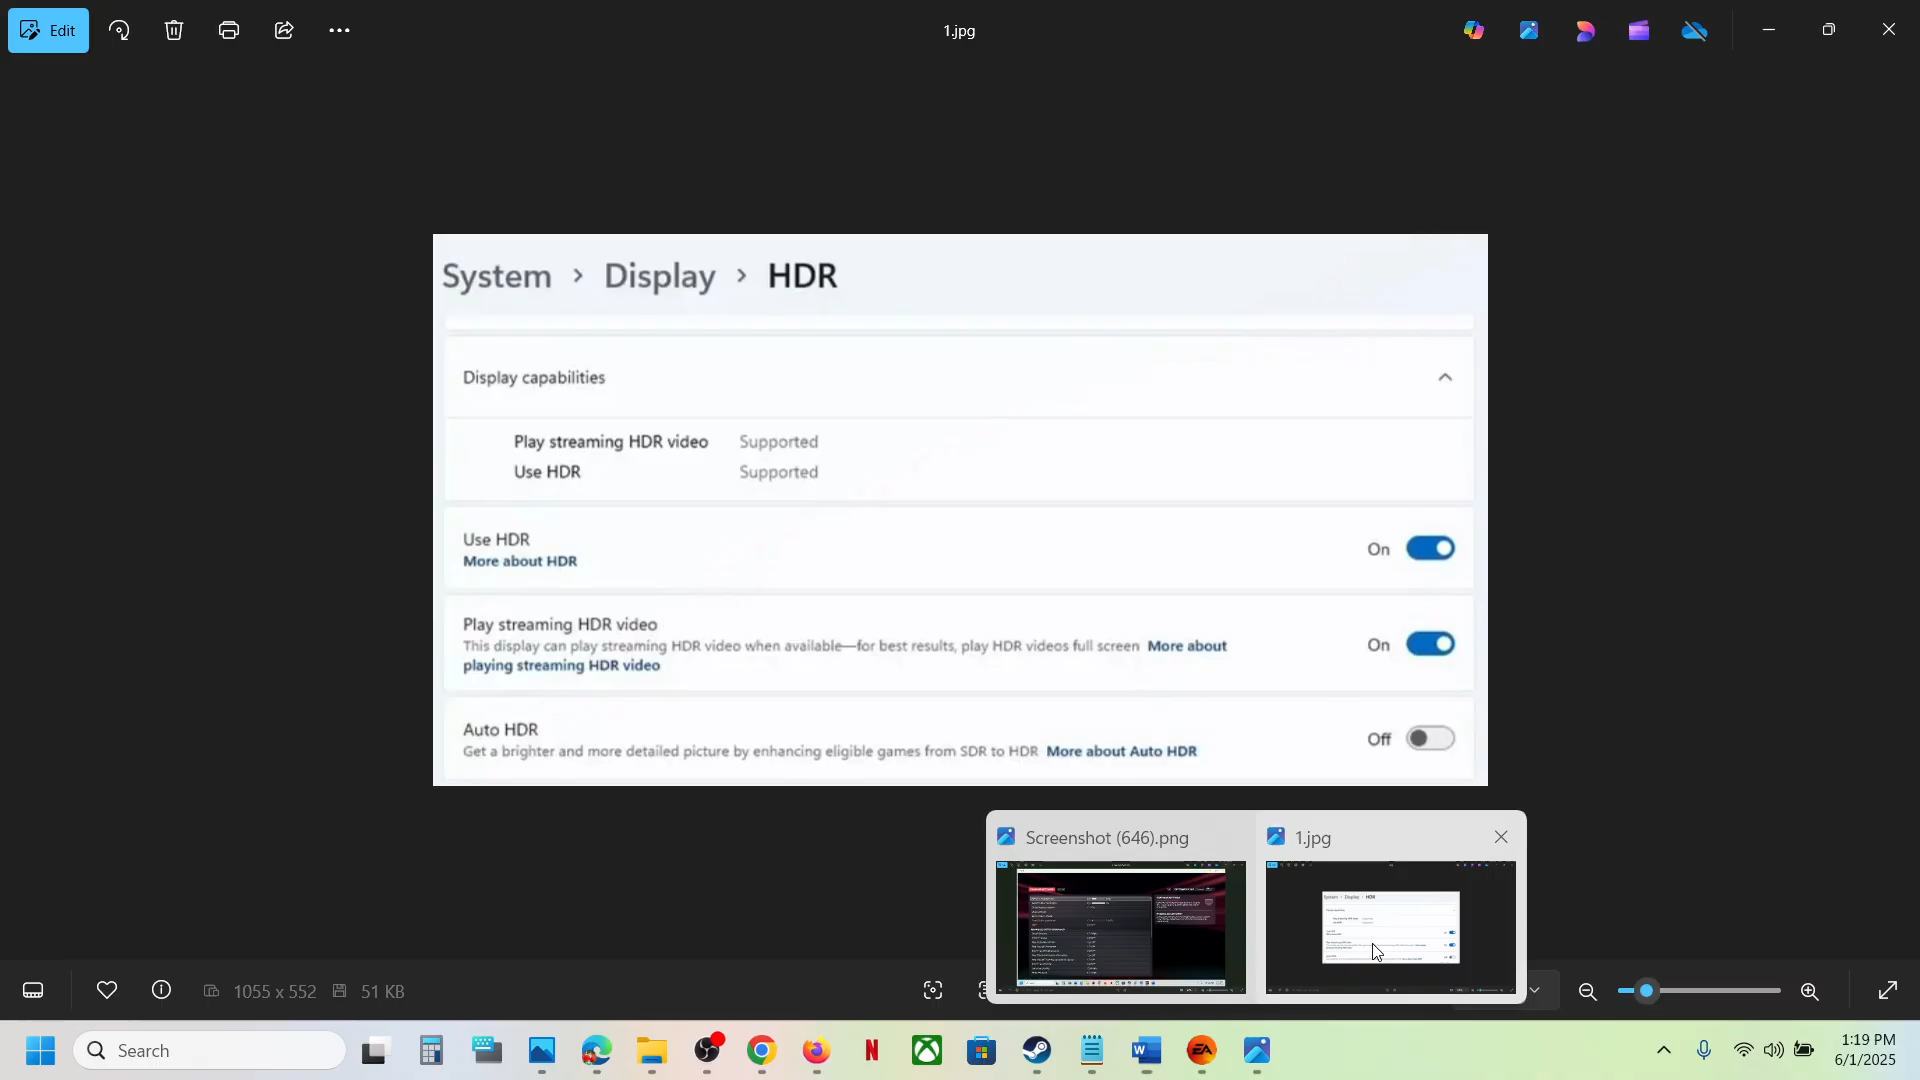 Edit
1.jpg
System > Display > HDR
Display capabilities
Play streaming HDR video Supported
Use HDR Supported
Use HDR
More about HDR
On
Play streaming HDR video
This display can play streaming HDR video when available—for best results, play HDR videos full screen More about
playing streaming HDR video
On
Auto HDR
Get a brighter and more detailed picture by enhancing eligible games from SDR to HDR More about Auto HDR
Off
Screenshot (646).png
1.jpg
System > Display > HDR
1055 x 552
51 KB
Search
1:19 PM
6/1/2025